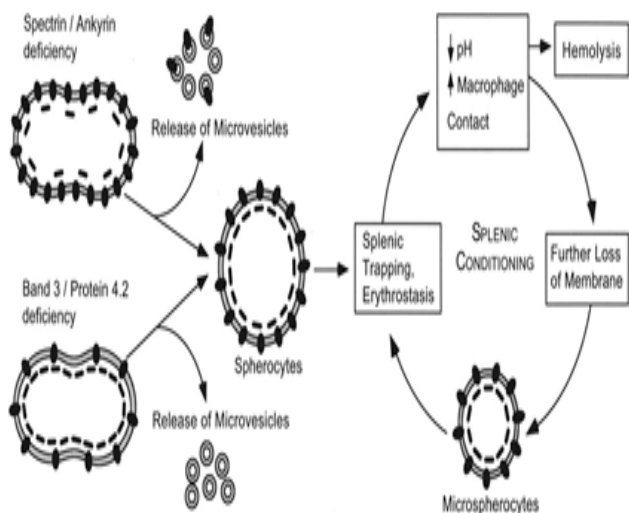 Spectrin / Ankyrin
deficiency
Release of Microvesicles
Band 3 / Protein 4.2
deficiency
Spherocytes
Release of Microvesicles
pH
Macrophage
Contact
Hemolysis
Splenic
Trapping,
Erythrostasis
SPLENIC
CONDITIONING
Further Loss
of Membrane
Microspherocytes